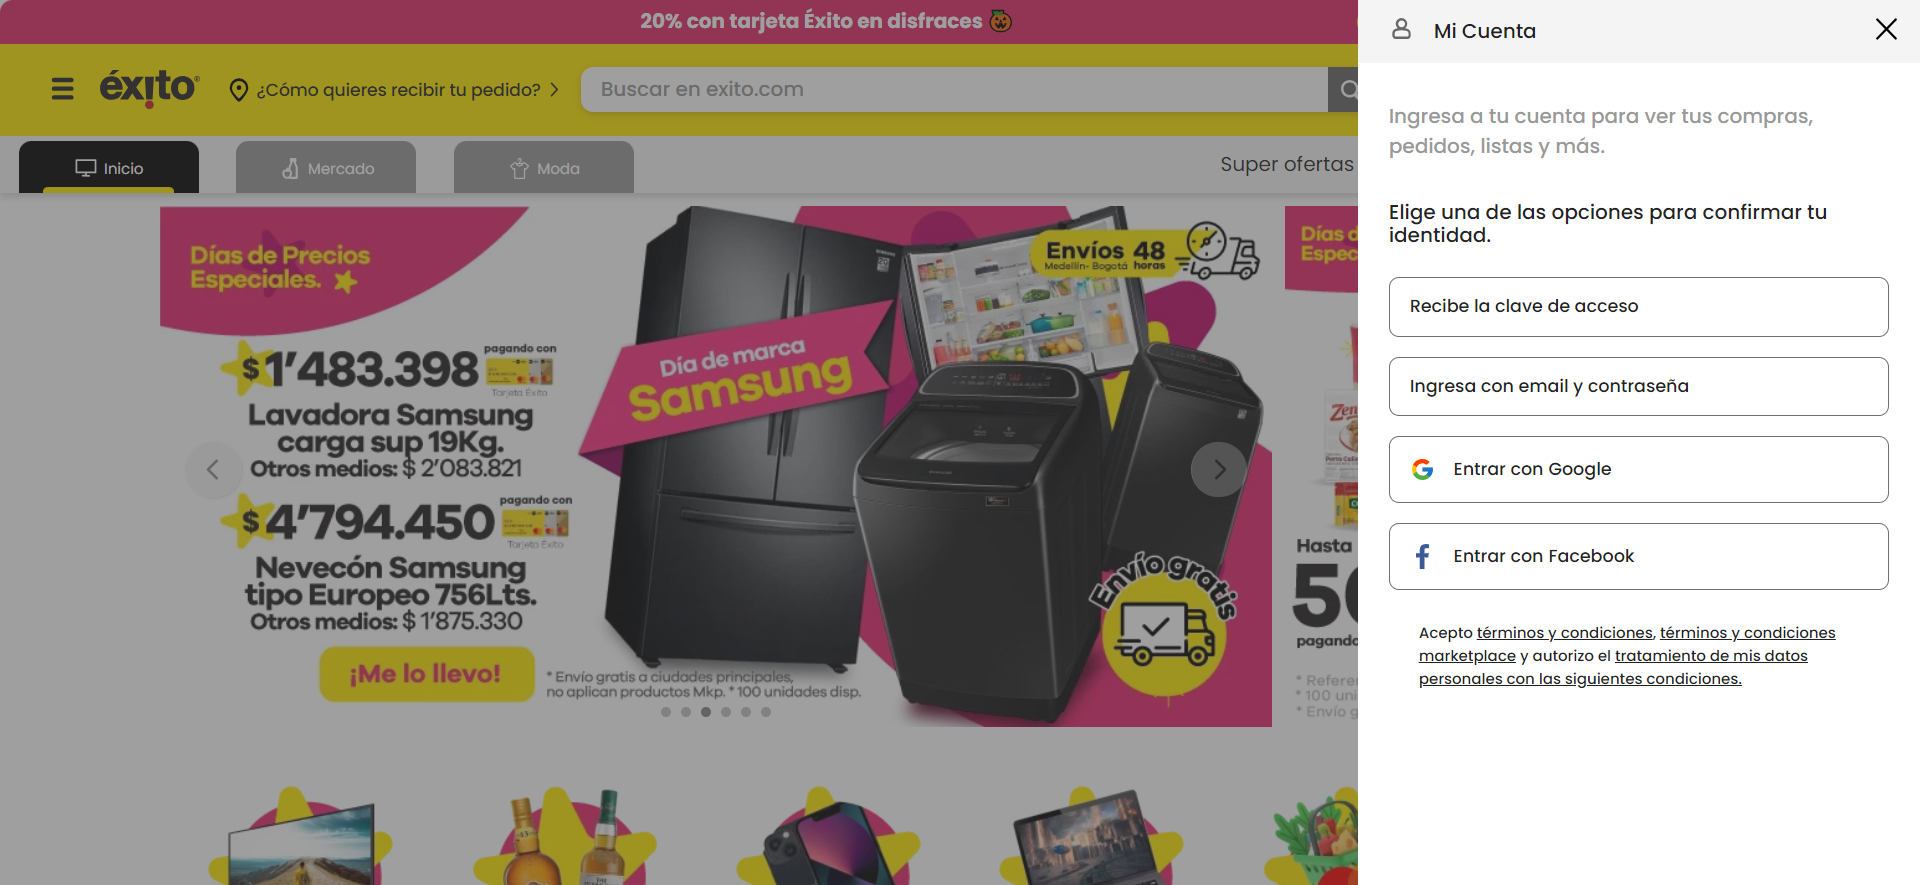 20% con tarjeta Éxito en disfraces
éxito
¿Cómo quieres recibir tu pedido?
Buscar en exito.com
Inicio
Mercado
Moda
Super ofertas
Días de Precios
Especiales.
$1'483.398
pagando con
Tarjeta Éxito
Lavadora Samsung
carga sup 19Kg.
Otros medios: $ 2'083.821
$4'794.450
pagando con
Tarjeta Éxito
Nevecón Samsung
tipo Europeo 756Lts.
Otros medios: $ 1'875.330
¡Me lo llevo!
* Envío gratis a ciudades principales,
no aplican productos Mkp. * 100 unidades disp.
Día de marca
Samsung
Envíos 48
Medellín- Bogotá horas
Envío gratis
Días d
Espec
Hasta
50
pagando
* Referen
* 100 uni
* Envío g
Mi Cuenta
Ingresa a tu cuenta para ver tus compras,
pedidos, listas y más.
Elige una de las opciones para confirmar tu
identidad.
Recibe la clave de acceso
Ingresa con email y contraseña
Entrar con Google
Entrar con Facebook
Acepto términos y condiciones, términos y condiciones
marketplace y autorizo el tratamiento de mis datos
personales con las siguientes condiciones.